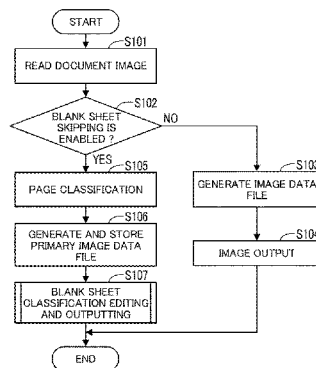 START
S101
READ DOCUMENT IMAGE
S102
BLANK SHEET
SKIPPING IS
ENABLED ?
NO
YES
S105
PAGE CLASSIFICATION
S103
GENERATE IMAGE DATA
FILE
S106
GENERATE AND STORE
PRIMARY IMAGE DATA
FILE
S104
IMAGE OUTPUT
S107
BLANK SHEET
CLASSIFICATION EDITING
AND OUTPUTTING
END